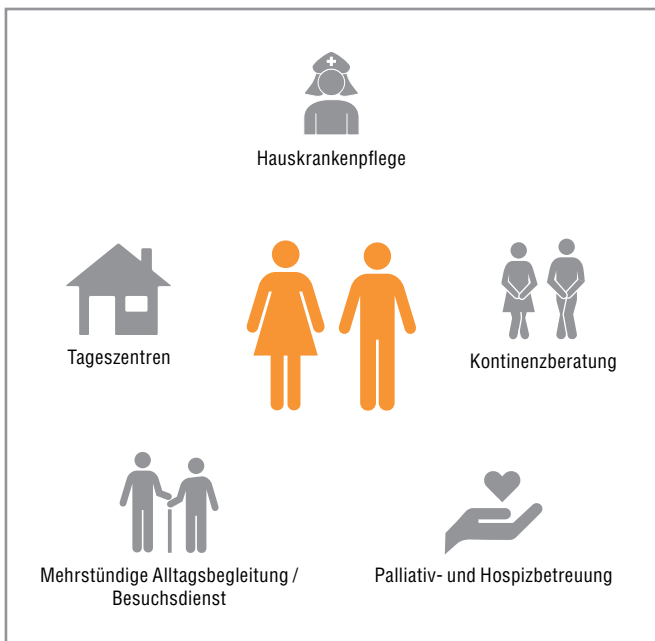 Hauskrankenpflege
Tageszentren
Kontinenzberatung
Mehrstündige Alltagsbegleitung /
Besuchsdienst
Palliativ- und Hospizbetreuung